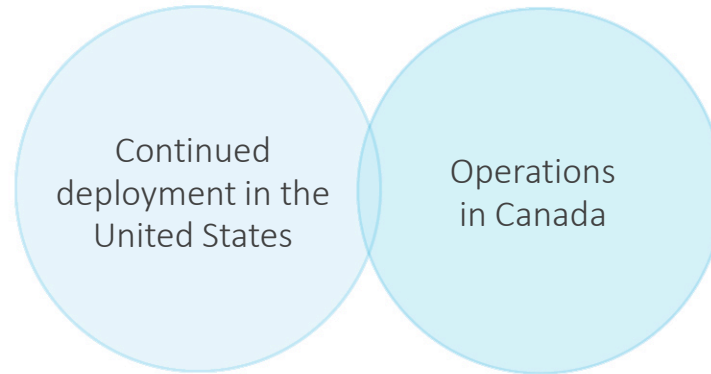 Continued
deployment in the
United States
Operations
in Canada